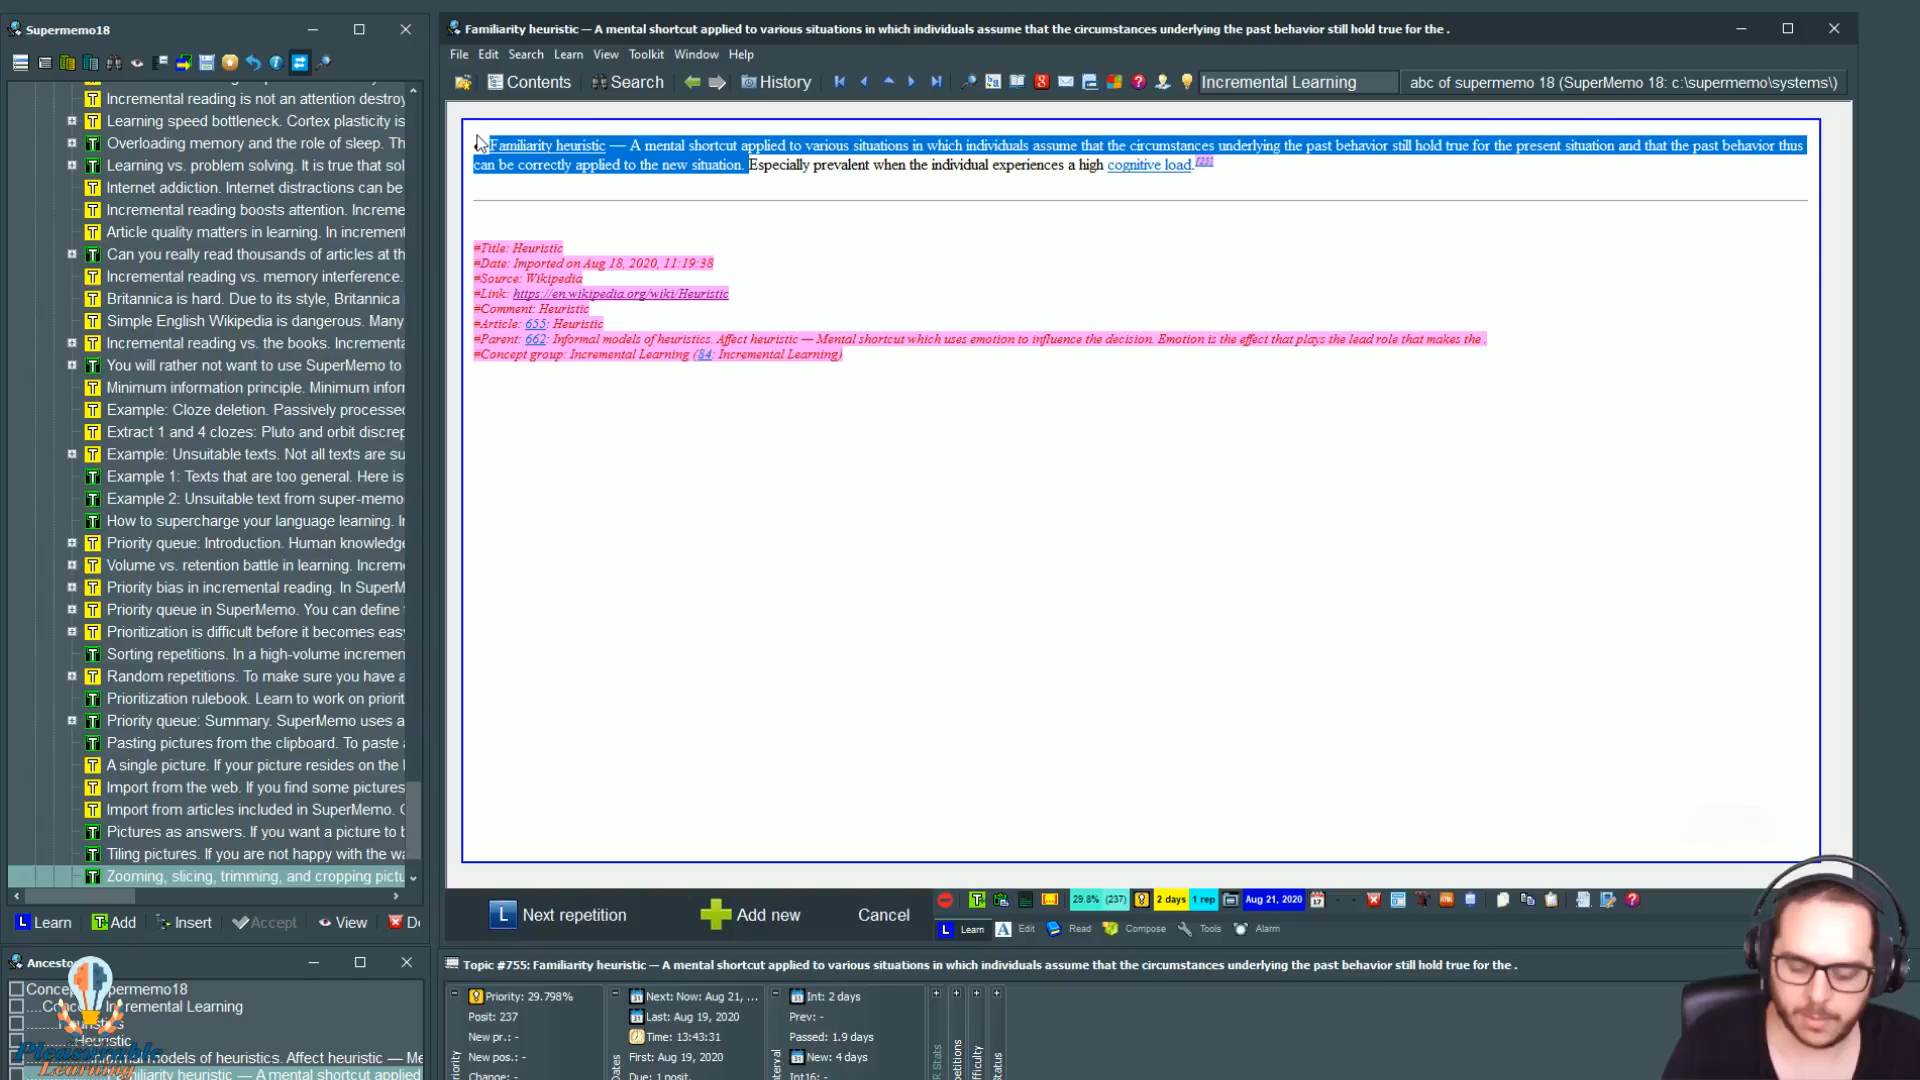 Supermemo18
Incremental reading is not an attention destroy
Learning speed bottleneck. Cortex plasticity is
Overloading memory and the role of sleep. Th
Learning vs. problem solving. It is true that sol
Internet addiction. Internet distractions can be
Incremental reading boosts attention. Increme
Article quality matters in learning. In increment
Can you really read thousands of articles at th
Incremental reading vs. memory interference.
Britannica is hard. Due to its style, Britannica
Simple English Wikipedia is dangerous. Many
Incremental reading vs. the books. Incrementa
You will rather not want to use SuperMemo to
Minimum information principle. Minimum infor
Example: Cloze deletion. Passively processed
Extract 1 and 4 clozes: Pluto and orbit discrep
Example: Unsuitable texts. Not all texts are su
Example 1: Texts that are too general. Here is
Example 2: Unsuitable text from super-memo
How to supercharge your language learning. I
Priority queue: Introduction. Human knowledge
Volume vs. retention battle in learning. Increme
Priority bias in incremental reading. In SuperM
Priority queue in SuperMemo. You can define
Prioritization is difficult before it becomes easy
Sorting repetitions. In a high-volume incremen
Random repetitions. To make sure you have a
Prioritization rulebook. Learn to work on priorit
Priority queue: Summary. SuperMemo uses a
Pasting pictures from the clipboard. To paste a
A single picture. If your picture resides on the
Import from the web. If you find some pictures
Import from articles included in SuperMemo.
Pictures as answers. If you want a picture to b
Tiling pictures. If you are not happy with the wa
Zooming, slicing, trimming, and cropping pictu
Learn Add Insert Accept View D
Familiarity heuristic — A mental shortcut applied to various situations in which individuals assume that the circumstances underlying the past behavior still hold true for the .
File Edit Search Learn View Toolkit Window Help
Contents Search History Incremental Learning abc of supermemo 18 (SuperMemo 18: c:\supermemo\systems\)
Familiarity heuristic — A mental shortcut applied to various situations in which individuals assume that the circumstances underlying the past behavior still hold true for the present situation and that the past behavior thus
can be correctly applied to the new situation. Especially prevalent when the individual experiences a high cognitive load.[23]
#Title: Heuristic
#Date: Imported on Aug 18, 2020, 11:19:38
#Source: Wikipedia
#Link: https://en.wikipedia.org/wiki/Heuristic
#Comment: Heuristic
#Article: 655: Heuristic
#Parent: 662: Informal models of heuristics. Affect heuristic — Mental shortcut which uses emotion to influence the decision. Emotion is the effect that plays the lead role that makes the .
#Concept group: Incremental Learning (84: Incremental Learning)
Next repetition Add new Cancel
29.8% (237) 2 days 1 rep Aug 21, 2020
Learn Edit Read Compose Tools Alarm
Incremental Learning
Heuristic
Pleasurable
Learning
Topic #755: Familiarity heuristic — A mental shortcut applied to various situations in which individuals assume that the circumstances underlying the past behavior still hold true for the .
Priority: 29.798%
Posit: 237
New pr.: -
New pos.: -
Change: -
Dates
Next: Now: Aug 21, ...
Last: Aug 19, 2020
Time: 13:43:31
First: Aug 19, 2020
Due: 1 posit.
Int: 2 days
Prev: -
Passed: 1.9 days
New: 4 days
Int16: -